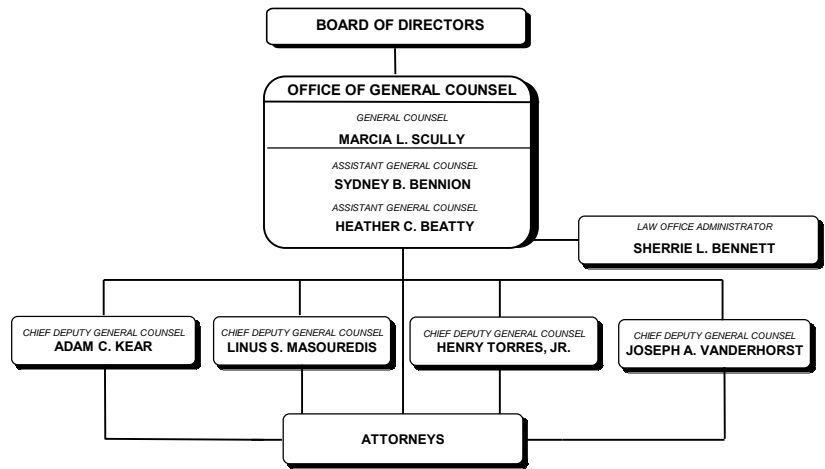 BOARD OF DIRECTORS
OFFICE OF GENERAL COUNSEL
GENERAL COUNSEL
MARCIA L. SCULLY
ASSISTANT GENERAL COUNSEL
SYDNEY B. BENNION
ASSISTANT GENERAL COUNSEL
HEATHER C. BEATTY
LAW OFFICE ADMINISTRATOR
SHERRIE L. BENNETT
CHIEF DEPUTY GENERAL COUNSEL
ADAM C. KEAR
CHIEF DEPUTY GENERAL COUNSEL
LINUS S. MASOUREDIS
CHIEF DEPUTY GENERAL COUNSEL
HENRY TORRES, JR.
CHIEF DEPUTY GENERAL COUNSEL
JOSEPH A. VANDERHORST
ATTORNEYS